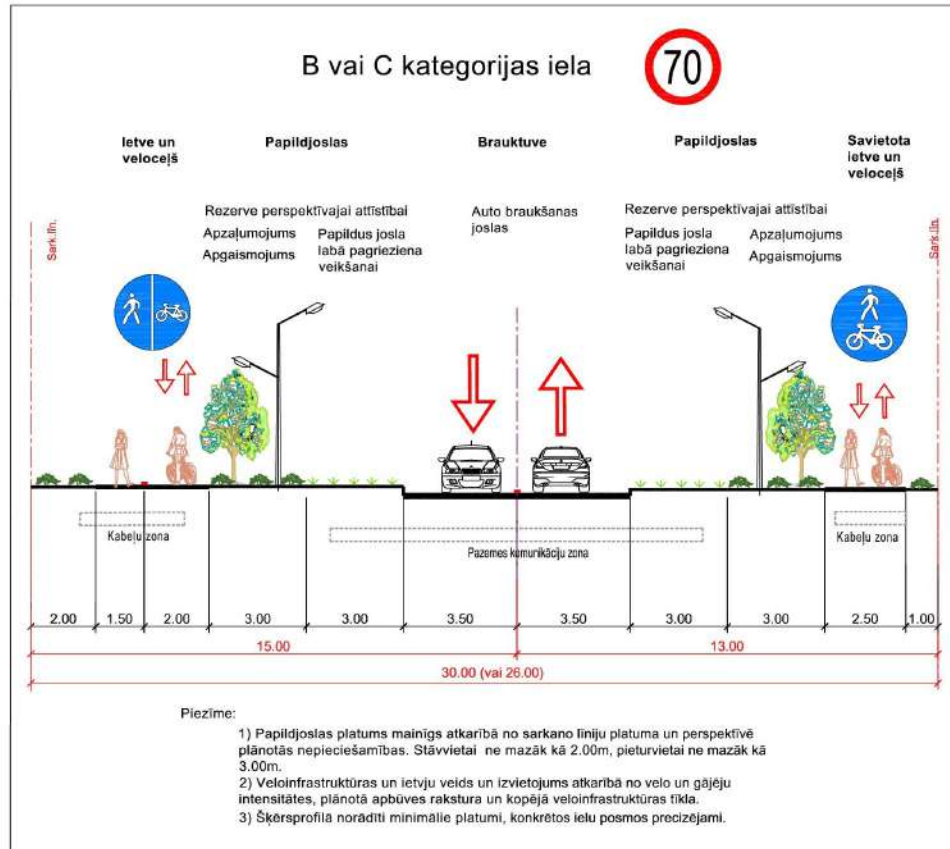 B vai C kategorijas iela
70
Ietve un
veloceļš
Papildjoslas
Brauktuve
Papildjoslas
Savietota
ietve un
veloceļš
Sark.līn.
Rezerve perspektīvajai attīstībai
Apzaļumojums
Apgaismojums
Papildus josla
labā pagrieziena
veikšanai
Auto braukšanas
joslas
Rezerve perspektīvajai attīstībai
Papildus josla
labā pagrieziena
veikšanai
Apzaļumojums
Apgaismojums
Sark.līn.
Kabeļu zona
Pazemes komunikāciju zona
Kabeļu zona
2.00 1.50 2.00 3.00 3.00 3.50 3.50 3.00 3.00 2.50 1.00
15.00 13.00
30.00 (vai 26.00)
Piezīme:
1) Papildjoslas platums mainīgs atkarībā no sarkano līniju platuma un perspektīvē
plānotās nepieciešamības. Stāvvietai ne mazāk kā 2.00m, pieturvietai ne mazāk kā
3.00m.
2) Veloinfrastruktūras un ietvju veids un izvietojums atkarībā no velo un gājēju
intensitātes, plānotā apbūves rakstura un kopējā veloinfrastruktūras tīkla.
3) Šķērsprofilā norādīti minimālie platumi, konkrētos ielu posmos precizējami.